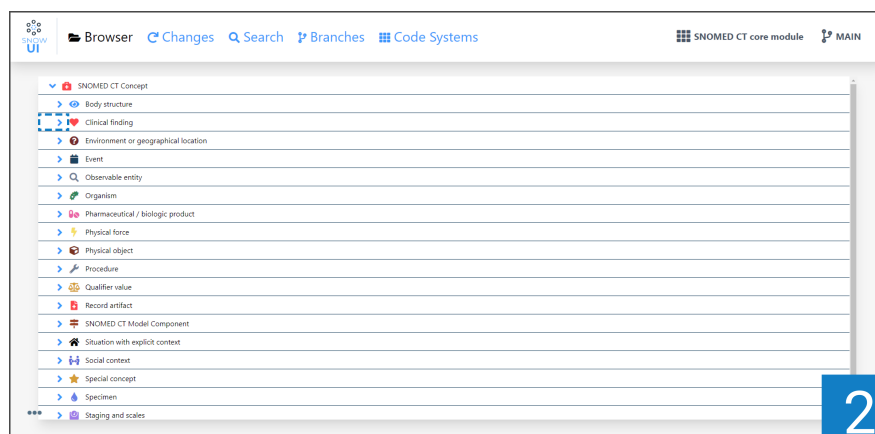 SNOW
UI
Browser Changes Search Branches Code Systems SNOMED CT core module MAIN
SNOMED CT Concept
Body structure
Clinical finding
Environment or geographical location
Event
Observable entity
Organism
Pharmaceutical / biologic product
Physical force
Physical object
Procedure
Qualifier value
Record artifact
SNOMED CT Model Component
Situation with explicit context
Social context
Special concept
Specimen
Staging and scales
2